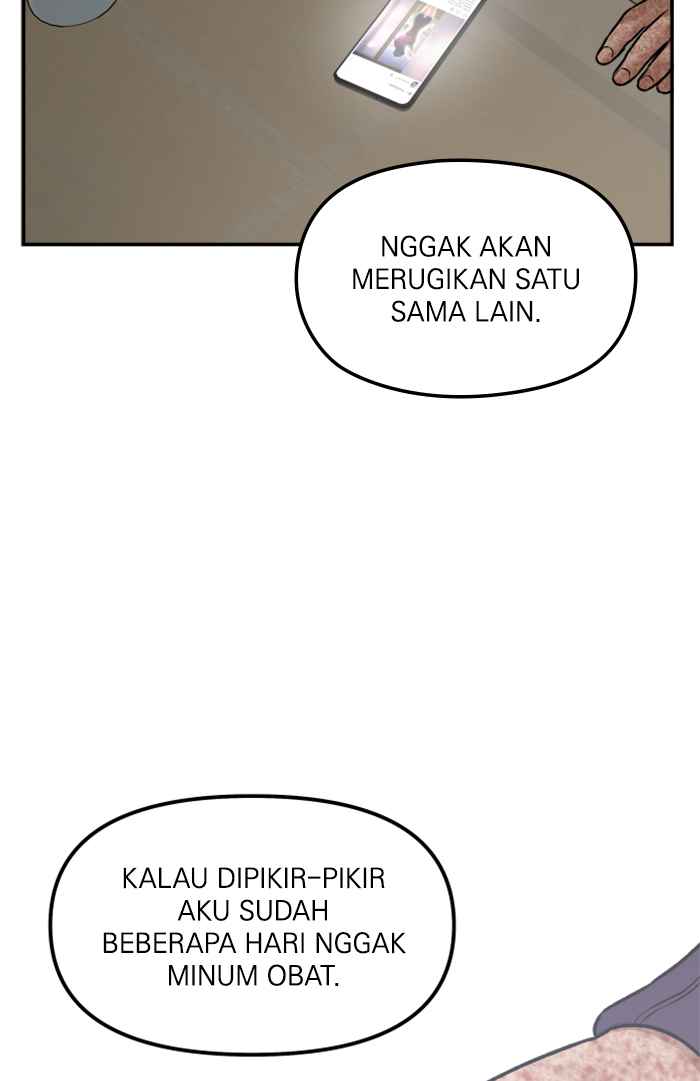 NGGAK AKAN
MERUGIKAN SATU
SAMA LAIN.
KALAU DIPIKIR-PIKIR
AKU SUDAH
BEBERAPA HARI NGGAK
MINUM OBAT.